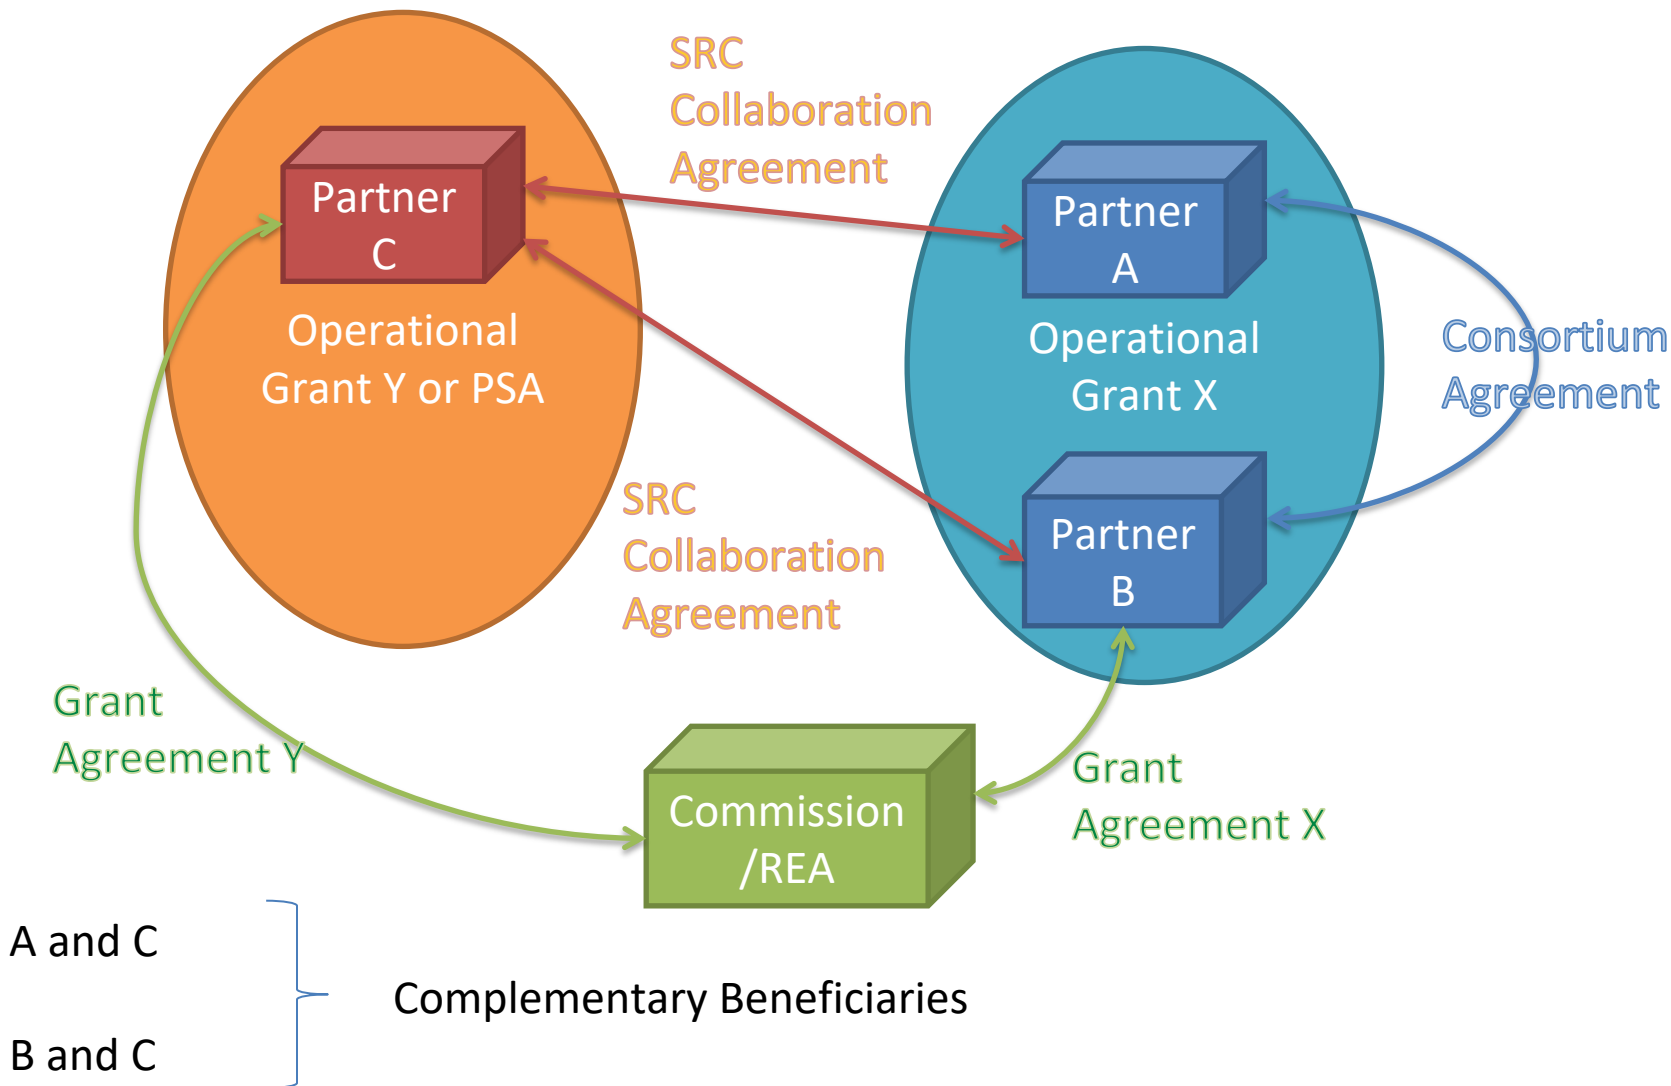 SRC
Collaboration
Agreement
Partner
C
Operational
Grant Y or PSA
Partner
A
Operational
Grant X
Consortium
Agreement
SRC
Collaboration
Agreement
Partner
B
Grant
Agreement Y
Commission
/REA
Grant
Agreement X
A and C
Complementary Beneficiaries
B and C